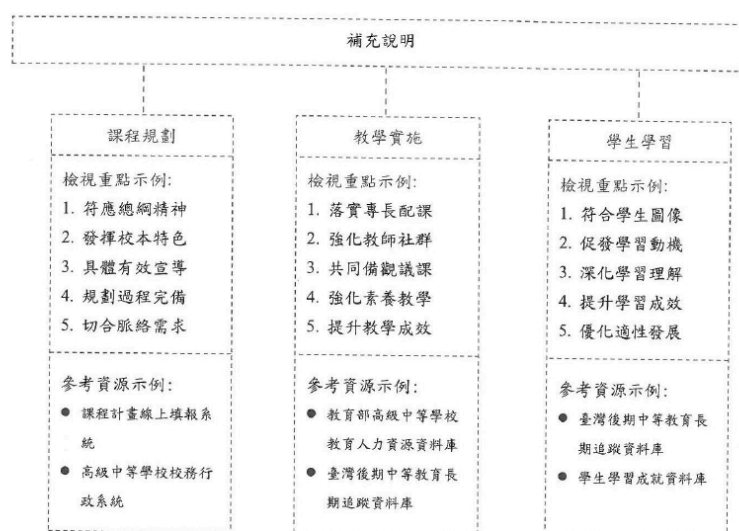 補充說明
課程規劃
檢視重點示例:
1. 符應總綱精神
2. 發揮校本特色
3. 具體有效宣導
4. 規劃過程完備
5. 切合脈絡需求
參考資源示例:
● 課程計畫線上填報系
統
● 高級中等學校校務行
政系統
教學實施
檢視重點示例:
1. 落實專長配課
2. 強化教師社群
3. 共同備觀議課
4. 強化素養教學
5. 提升教學成效
參考資源示例:
● 教育部高級中等學校
教育人力資源資料庫
● 臺灣後期中等教育長
期追蹤資料庫
學生學習
檢視重點示例:
1. 符合學生圖像
2. 促發學習動機
3. 深化學習理解
4. 提升學習成效
5. 優化適性發展
參考資源示例:
● 臺灣後期中等教育長
期追蹤資料庫
● 學生學習成就資料庫